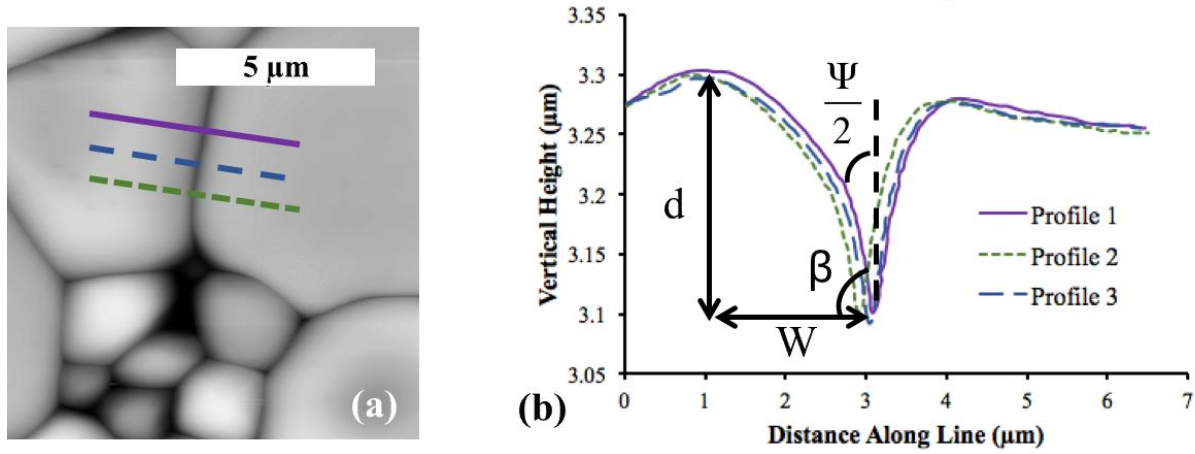 5 µm
(a)
(b)
Vertical Height (µm)
3.35
3.3
3.25
3.2
3.15
3.1
3.05
0
1
2
3
4
5
6
7
Distance Along Line (µm)
Ψ
2
d
β
W
Profile 1
Profile 2
Profile 3